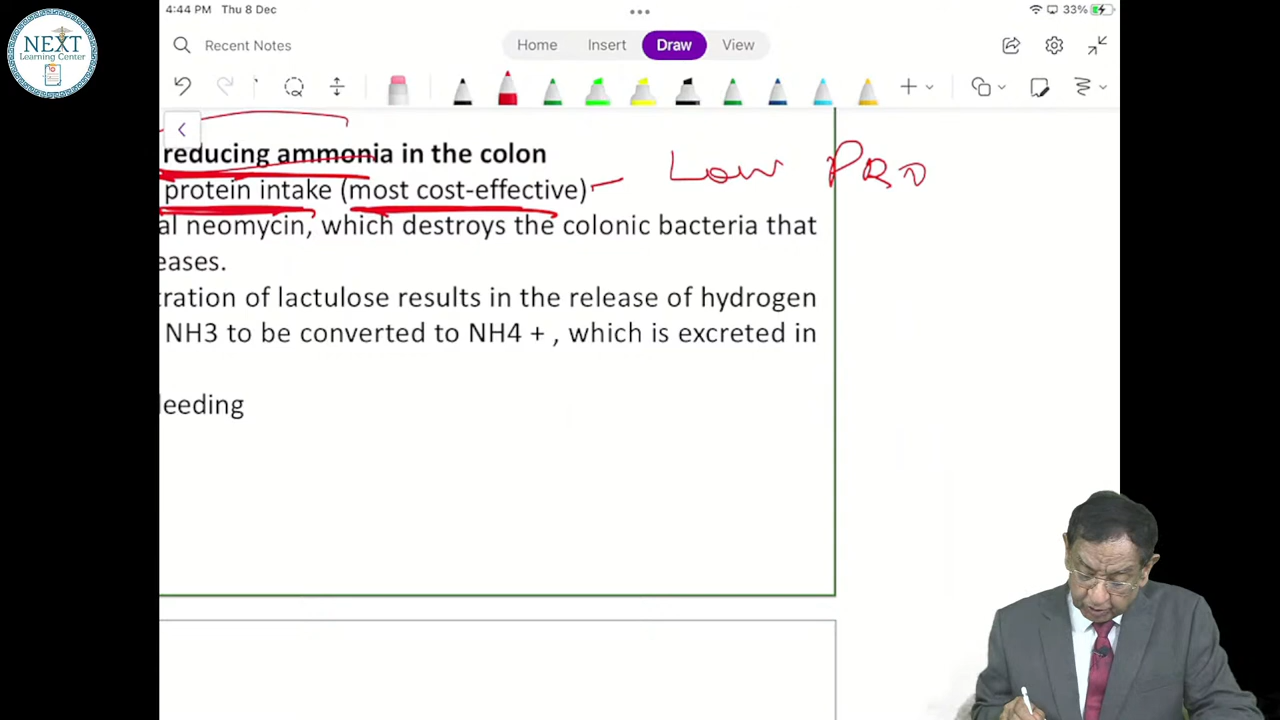 4:44 PM Thu 8 Dec
33%
NEXT
Learning Center
Recent Notes
Home Insert Draw View
reducing ammonia in the colon
protein intake (most cost-effective) - Low PRO
al neomycin, which destroys the colonic bacteria that
eases.
tration of lactulose results in the release of hydrogen
NH3 to be converted to NH4 + , which is excreted in
leeding